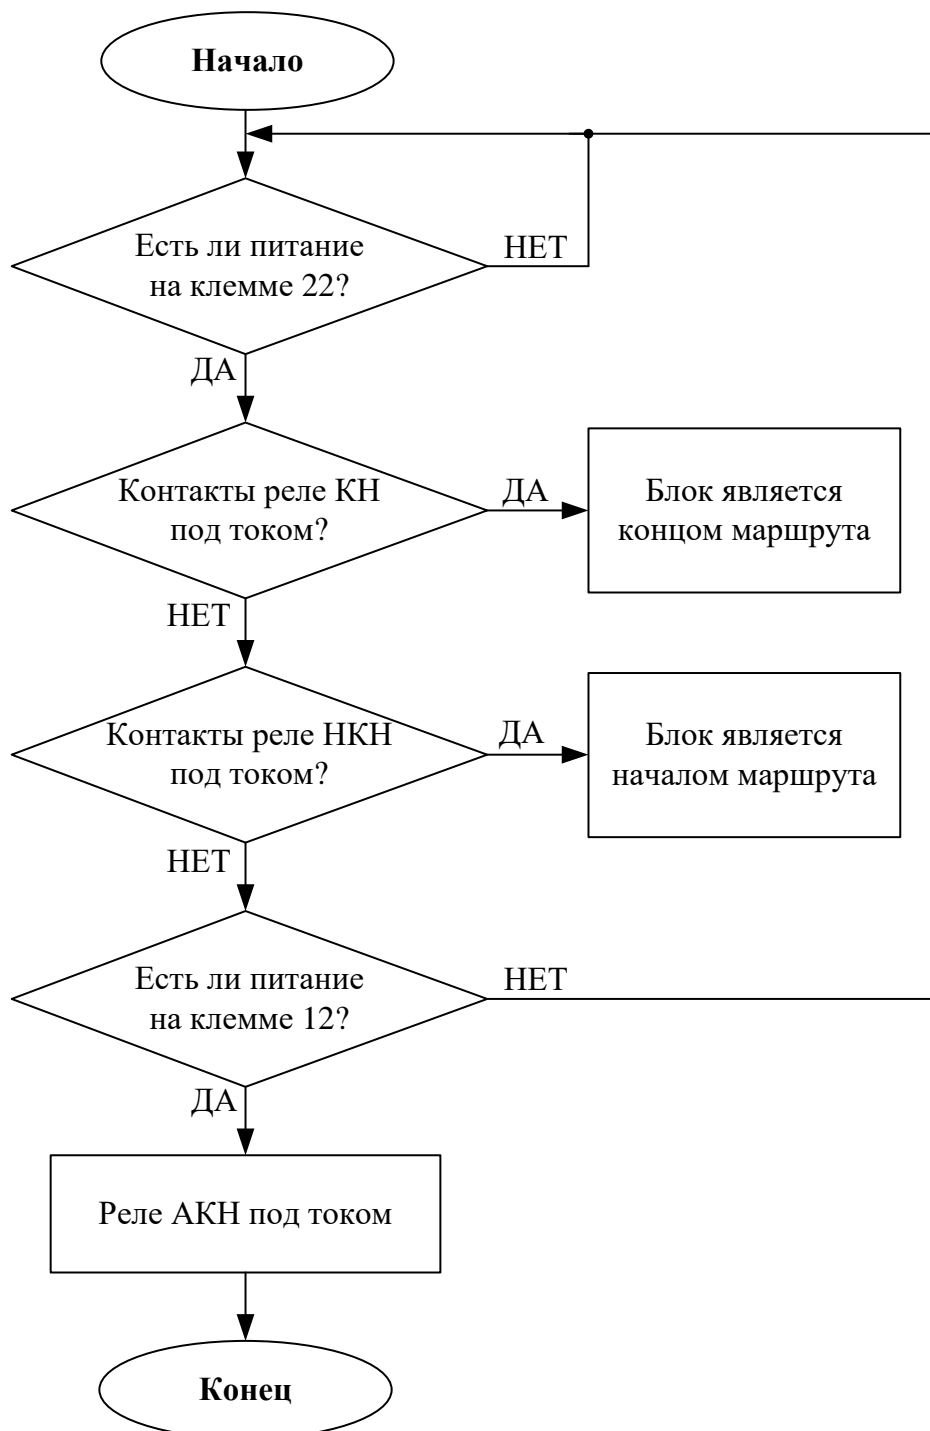 Начало
Есть ли питание
на клемме 22?
НЕТ
ДА
Контакты реле КН
под током?
ДА
Блок является
концом маршрута
НЕТ
Контакты реле НКН
под током?
ДА
Блок является
началом маршрута
НЕТ
Есть ли питание
на клемме 12?
НЕТ
ДА
Реле АКН под током
Конец